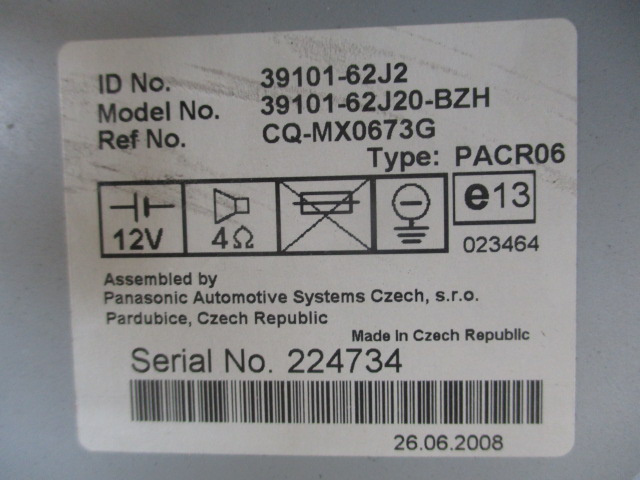 ID No. 39101-62J2
Model No. 39101-62J20-BZH
Ref No. CQ-MX0673G
Type: PACR06
12V 4Ω e13
023464
Assembled by
Panasonic Automotive Systems Czech, s.r.o.
Pardubice, Czech Republic
Made In Czech Republic
Serial No. 224734
26.06.2008